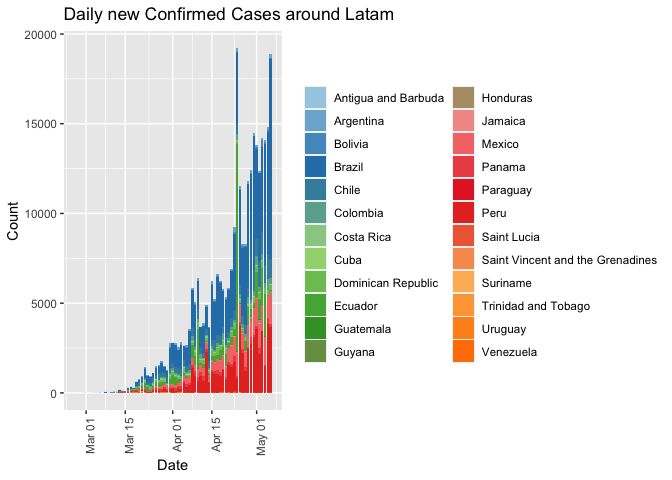 Daily new Confirmed Cases around Latam
20000
15000
10000
5000
0
Count
Mar 01
Mar 15
Apr 01
Apr 15
May 01
Date
Antigua and Barbuda
Argentina
Bolivia
Brazil
Chile
Colombia
Costa Rica
Cuba
Dominican Republic
Ecuador
Guatemala
Guyana
Honduras
Jamaica
Mexico
Panama
Paraguay
Peru
Saint Lucia
Saint Vincent and the Grenadines
Suriname
Trinidad and Tobago
Uruguay
Venezuela